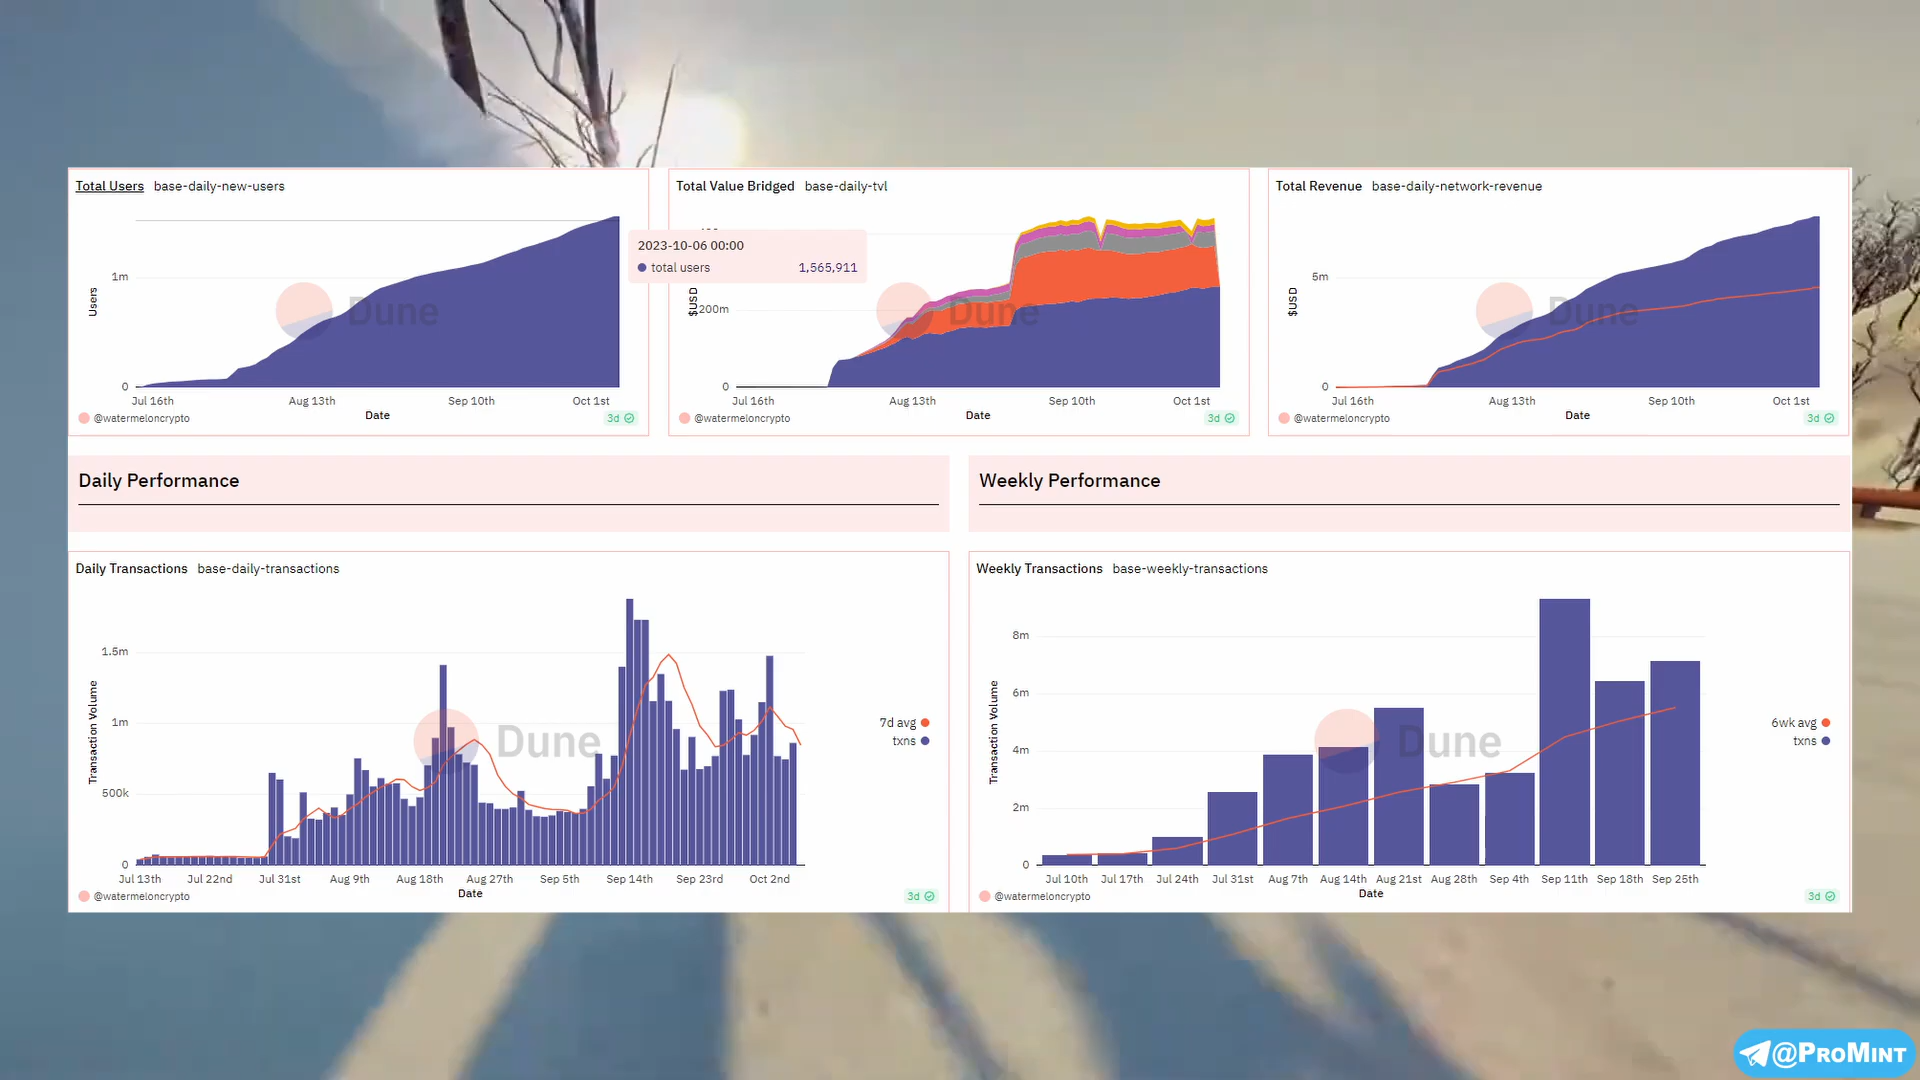 Total Users base-daily-new-users
1m
0
Users
Dune
Jul 16th Aug 13th Sep 10th Oct 1st
Date
@watermeloncrypto
3d
2023-10-06 00:00
total users 1,565,911
Total Value Bridged base-daily-tvl
200m
0
$USD
Dune
Jul 16th Aug 13th Sep 10th Oct 1st
Date
@watermeloncrypto
3d
Total Revenue base-daily-network-revenue
5m
0
$USD
Dune
Jul 16th Aug 13th Sep 10th Oct 1st
Date
@watermeloncrypto
3d
Daily Performance
Weekly Performance
Daily Transactions base-daily-transactions
1.5m
1m
500k
0
Transaction Volume
Dune
7d avg
txns
Jul 13th Jul 22nd Jul 31st Aug 9th Aug 18th Aug 27th Sep 5th Sep 14th Sep 23rd Oct 2nd
Date
@watermeloncrypto
3d
Weekly Transactions base-weekly-transactions
8m
6m
4m
2m
0
Transaction Volume
Dune
6wk avg
txns
Jul 10th Jul 17th Jul 24th Jul 31st Aug 7th Aug 14th Aug 21st Aug 28th Sep 4th Sep 11th Sep 18th Sep 25th
Date
@watermeloncrypto
3d
@PROMINT